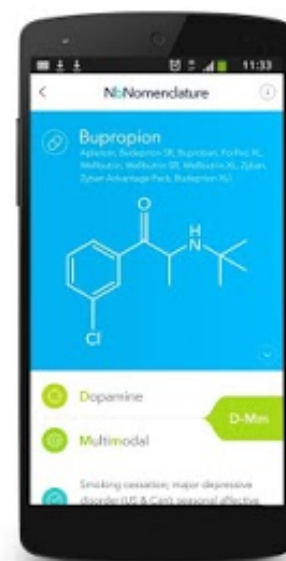 11:33
NbNomenclature
Bupropion
Aplenzin, Budeprion SR, Buproban, Forfivo XL,
Wellbutrin, Wellbutrin SR, Wellbutrin XL, Zyban,
Zyban Advantage Pack, Budeprion XL)
O
H
N
Cl
Dopamine
D-Mm
Multimodal
Smoking cessation; major depressive
disorder (US & Can); seasonal affective